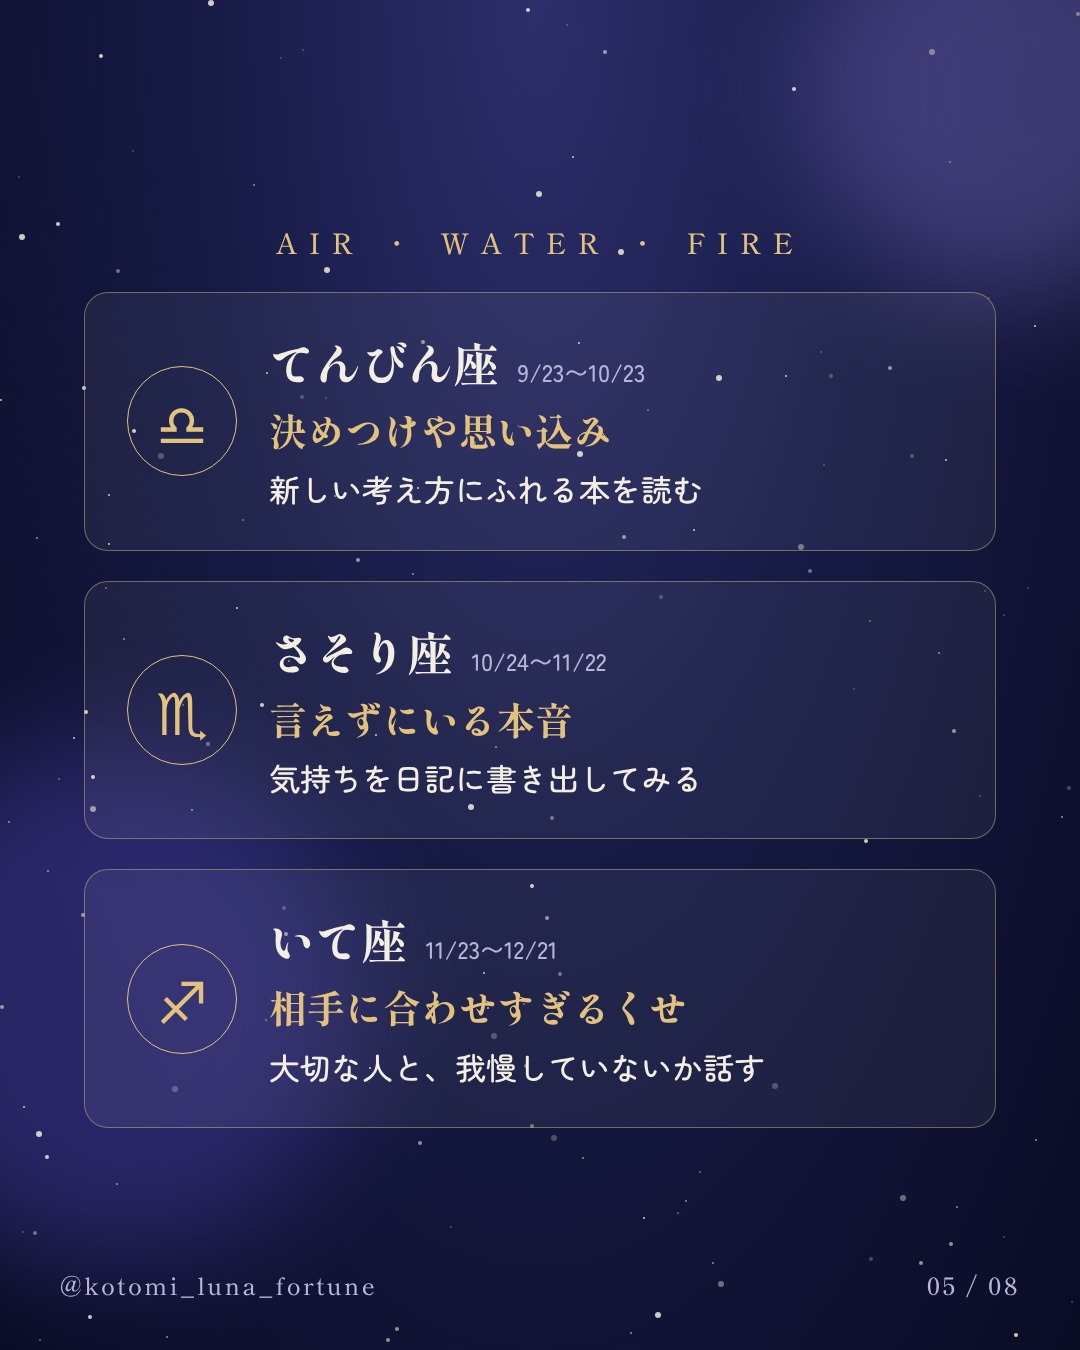 AIR · WATER · FIRE
てんびん座 9/23〜10/23
決めつけや思い込み
新しい考え方にふれる本を読む
さそり座 10/24〜11/22
言えずにいる本音
気持ちを日記に書き出してみる
いて座 11/23〜12/21
相手に合わせすぎるくせ
大切な人と、我慢していないか話す
@kotomi_luna_fortune
05 / 08